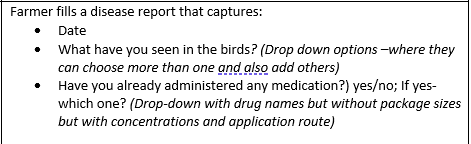 Farmer fills a disease report that captures:
• Date
• What have you seen in the birds? (Drop down options –where they
can choose more than one and also add others)
• Have you already administered any medication?) yes/no; If yes-
which one? (Drop-down with drug names but without package sizes
but with concentrations and application route)